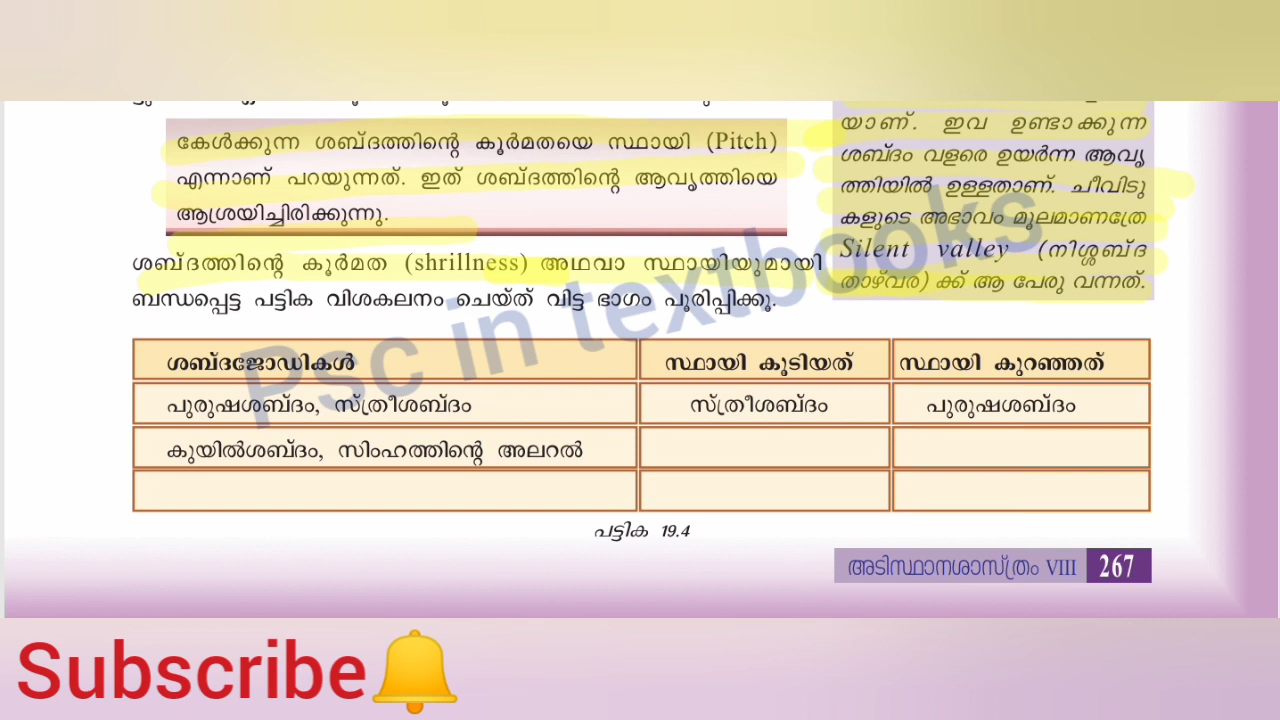 കേൾക്കുന്ന ശബ്ദത്തിന്റെ കൂർമതയെ സ്ഥായി (Pitch)
എന്നാണ് പറയുന്നത്. ഇത് ശബ്ദത്തിന്റെ ആവൃത്തിയെ
ആശ്രയിച്ചിരിക്കുന്നു.
ശബ്ദത്തിന്റെ കൂർമത (shrillness) അഥവാ സ്ഥായിയുമായി
ബന്ധപ്പെട്ട പട്ടിക വിശകലനം ചെയ്ത് വിട്ട ഭാഗം പൂരിപ്പിക്കൂ.
യാണ്. ഇവ ഉണ്ടാക്കുന്ന
ശബ്ദം വളരെ ഉയർന്ന ആവൃ
ത്തിയിൽ ഉള്ളതാണ്. ചീവിടു
കളുടെ അഭാവം മൂലമാണത്രേ
Silent valley (നിശ്ശബ്ദ
താഴ്‌വര) ക്ക് ആ പേരു വന്നത്.
ശബ്ദജോഡികൾ സ്ഥായി കൂടിയത് സ്ഥായി കുറഞ്ഞത്
പുരുഷശബ്ദം, സ്ത്രീശബ്ദം സ്ത്രീശബ്ദം പുരുഷശബ്ദം
കുയിൽശബ്ദം, സിംഹത്തിന്റെ അലറൽ
പട്ടിക 19.4
അടിസ്ഥാനശാസ്ത്രം VIII 267
Psc in textbooks
Subscribe